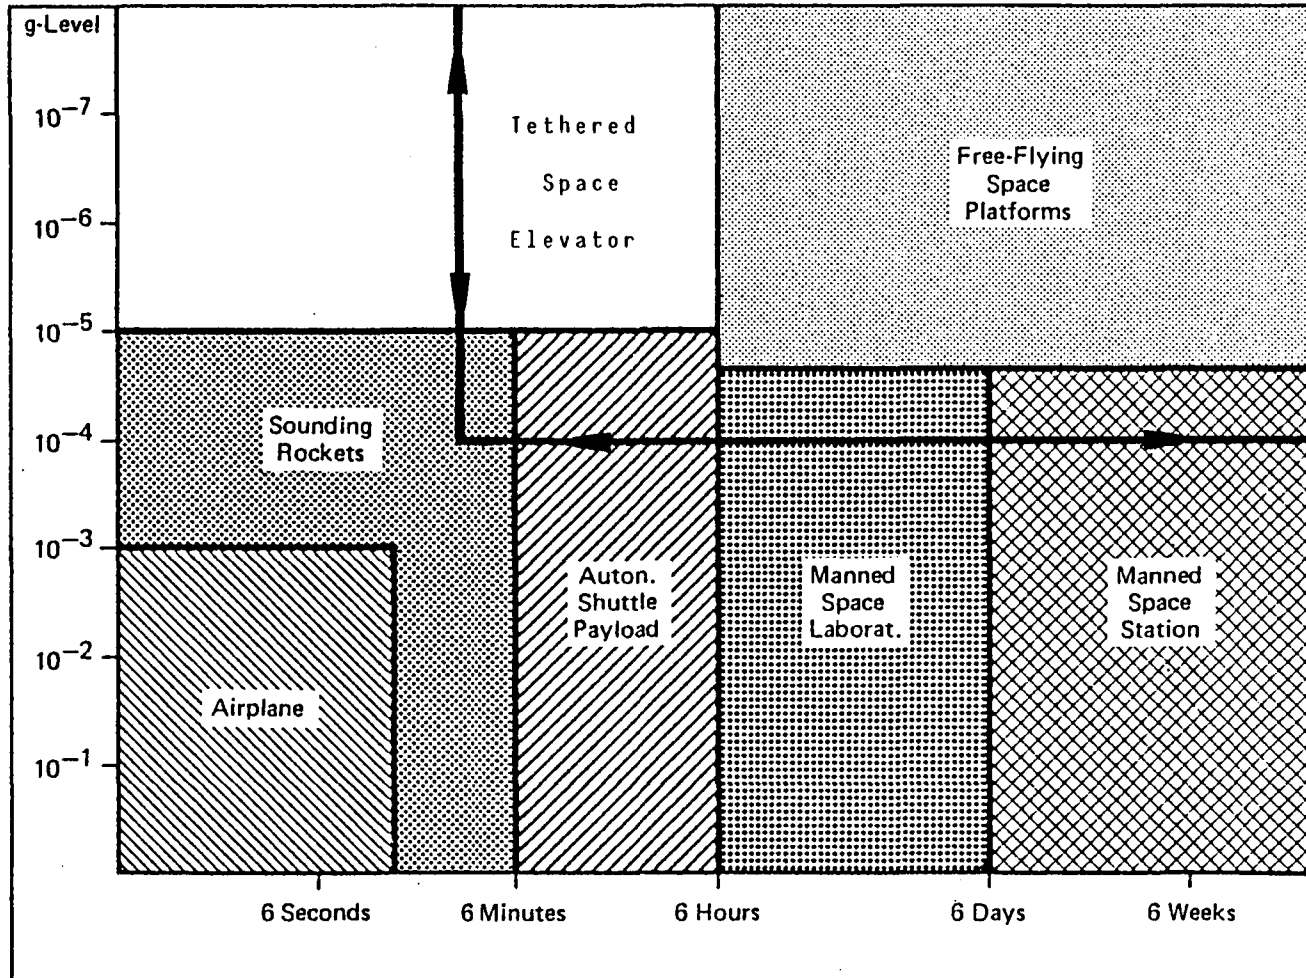 g-Level
10⁻⁷
10⁻⁶
10⁻⁵
10⁻⁴
10⁻³
10⁻²
10⁻¹
Tethered
Space
Elevator
Free-Flying
Space
Platforms
Sounding
Rockets
Airplane
Auton.
Shuttle
Payload
Manned
Space
Laborat.
Manned
Space
Station
6 Seconds
6 Minutes
6 Hours
6 Days
6 Weeks